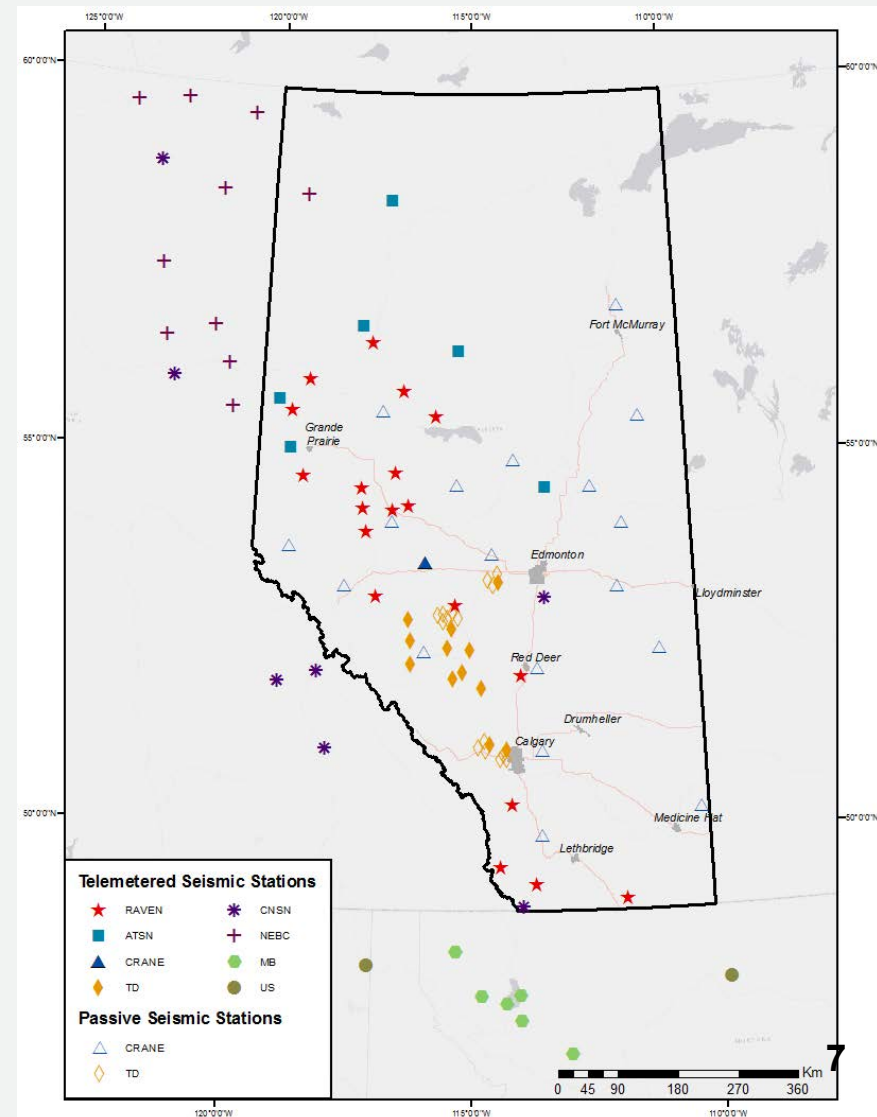 125°0'0"W 120°0'0"W 115°0'0"W 110°0'0"W
60°0'0"N 60°0'0"N
Fort McMurray
55°0'0"N 55°0'0"N
Grande
Prairie
Edmonton
Lloydminster
Red Deer
Drumheller
Calgary
50°0'0"N 50°0'0"N
Medicine Hat
Lethbridge
Telemetered Seismic Stations
RAVEN CNSN
ATSN NEBC
CRANE MB
TD US
Passive Seismic Stations
CRANE
TD
7
Km
0 45 90 180 270 360
120°0'0"W 115°0'0"W 110°0'0"W